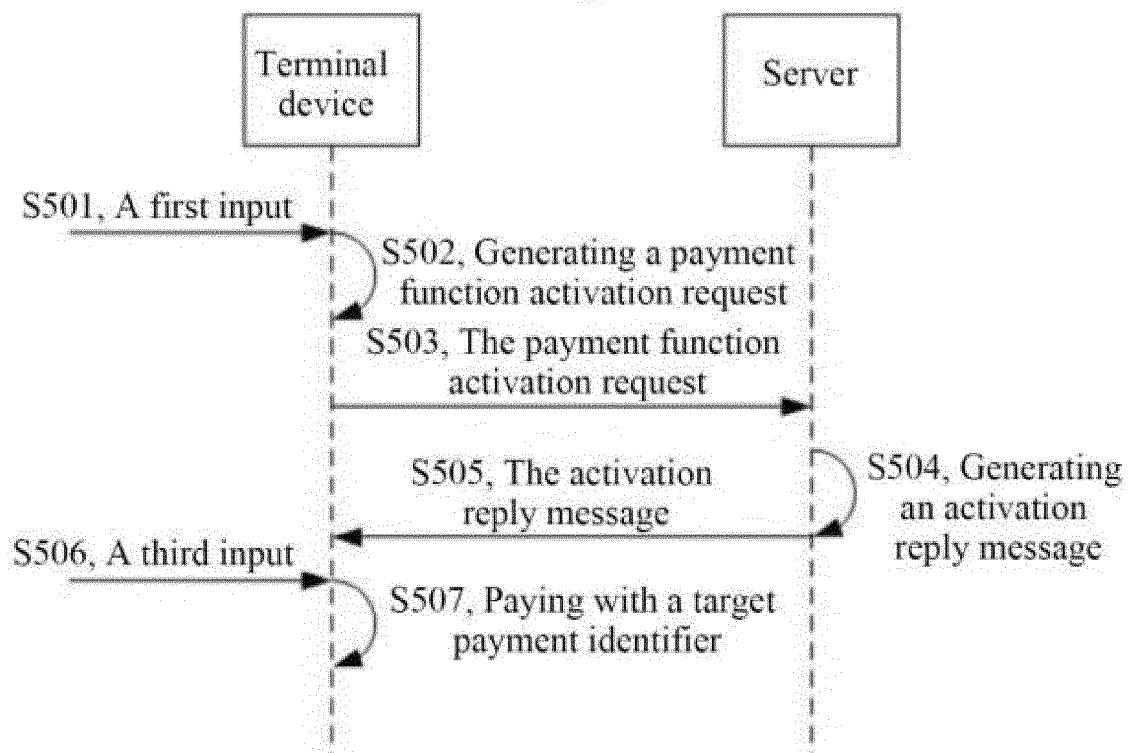 Terminal
device
Server
S501, A first input
S502, Generating a payment
function activation request
S503, The payment function
activation request
S504, Generating
an activation
reply message
S505, The activation
reply message
S506, A third input
S507, Paying with a target
payment identifier